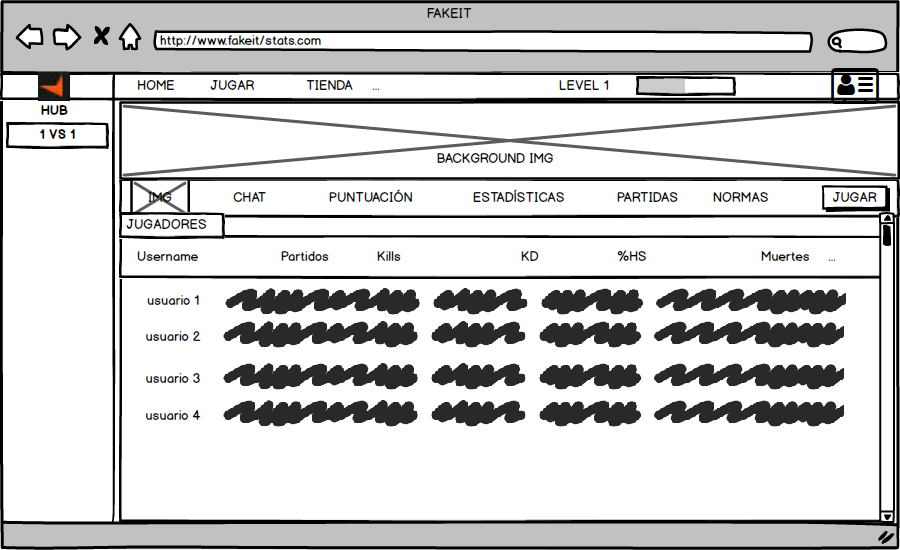 FAKEIT
http://www.fakeit/stats.com
HOME JUGAR TIENDA ... LEVEL 1
HUB
1 VS 1
BACKGROUND IMG
IMG CHAT PUNTUACIÓN ESTADÍSTICAS PARTIDAS NORMAS JUGAR
JUGADORES
Username Partidos Kills KD %HS Muertes ...
usuario 1
usuario 2
usuario 3
usuario 4